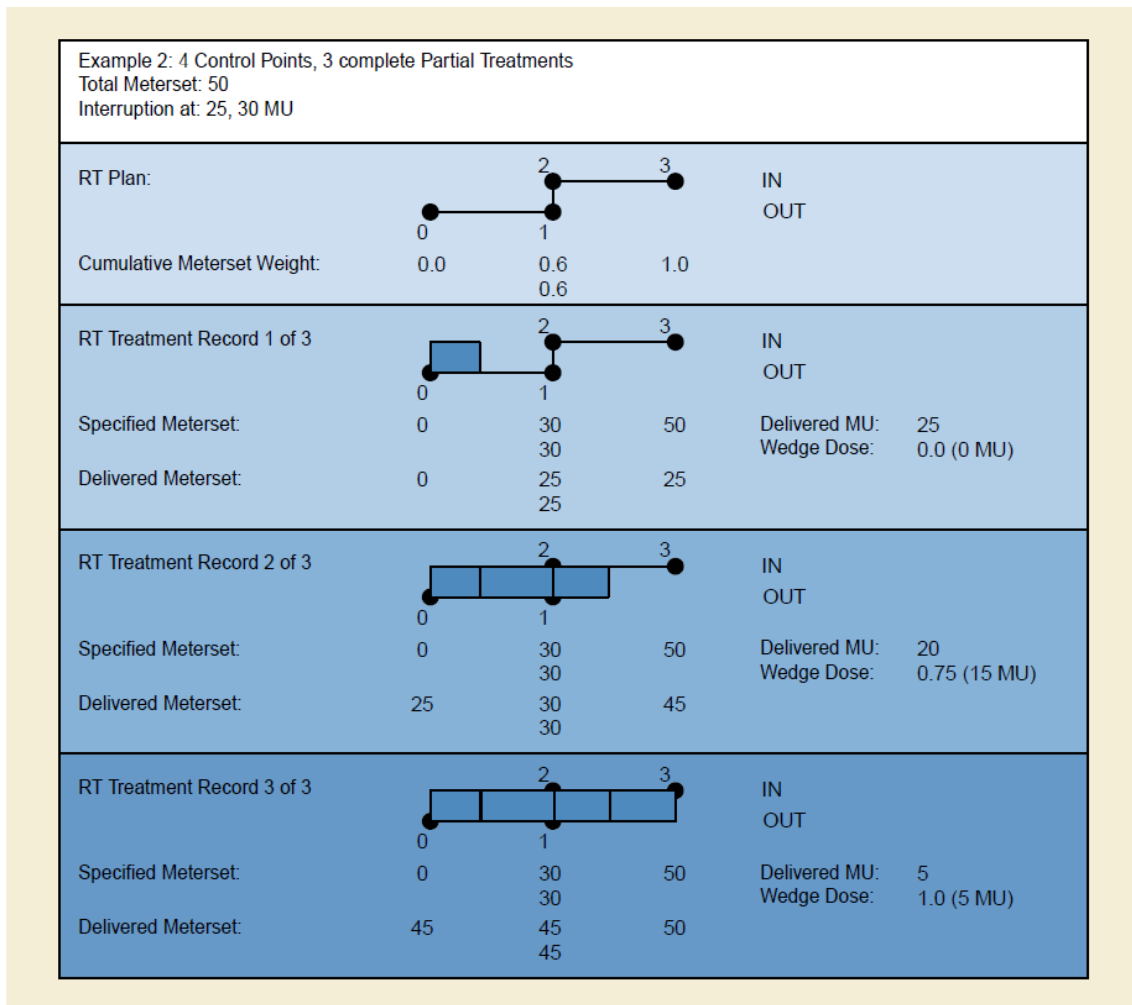 Example 2: 4 Control Points, 3 complete Partial Treatments
Total Meterset: 50
Interruption at: 25, 30 MU
RT Plan:
2 3 IN
OUT
0 1
Cumulative Meterset Weight: 0.0 0.6 1.0
0.6
RT Treatment Record 1 of 3
2 3 IN
OUT
0 1
Specified Meterset: 0 30 50 Delivered MU: 25
30 Wedge Dose: 0.0 (0 MU)
Delivered Meterset: 0 25 25
25
RT Treatment Record 2 of 3
2 3 IN
OUT
0 1
Specified Meterset: 0 30 50 Delivered MU: 20
30 Wedge Dose: 0.75 (15 MU)
Delivered Meterset: 25 30 45
30
RT Treatment Record 3 of 3
2 3 IN
OUT
0 1
Specified Meterset: 0 30 50 Delivered MU: 5
30 Wedge Dose: 1.0 (5 MU)
Delivered Meterset: 45 45 50
45